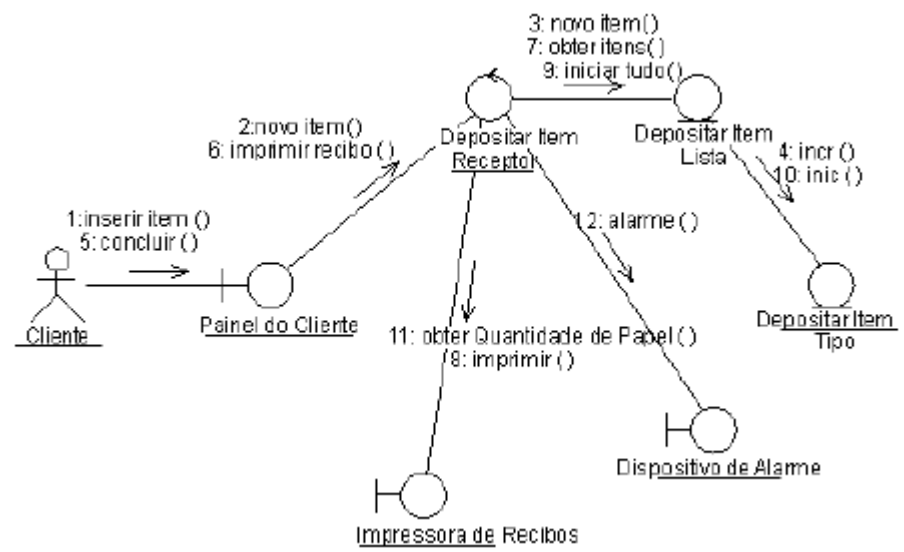 3: novo item()
7: obter itens()
9: iniciar tudo()
2:novo item()
6: imprimir recibo ()
Depositar Item
Receptor
Depositar Item
Lista
4: incr ()
10: inic ()
1:inserir item ()
5: concluir ()
12: alarme ()
Cliente
Painel do Cliente
Depositar Item
Tipo
11: obter Quantidade de Papel ()
8: imprimir ()
Dispositivo de Alarme
Impressora de Recibos